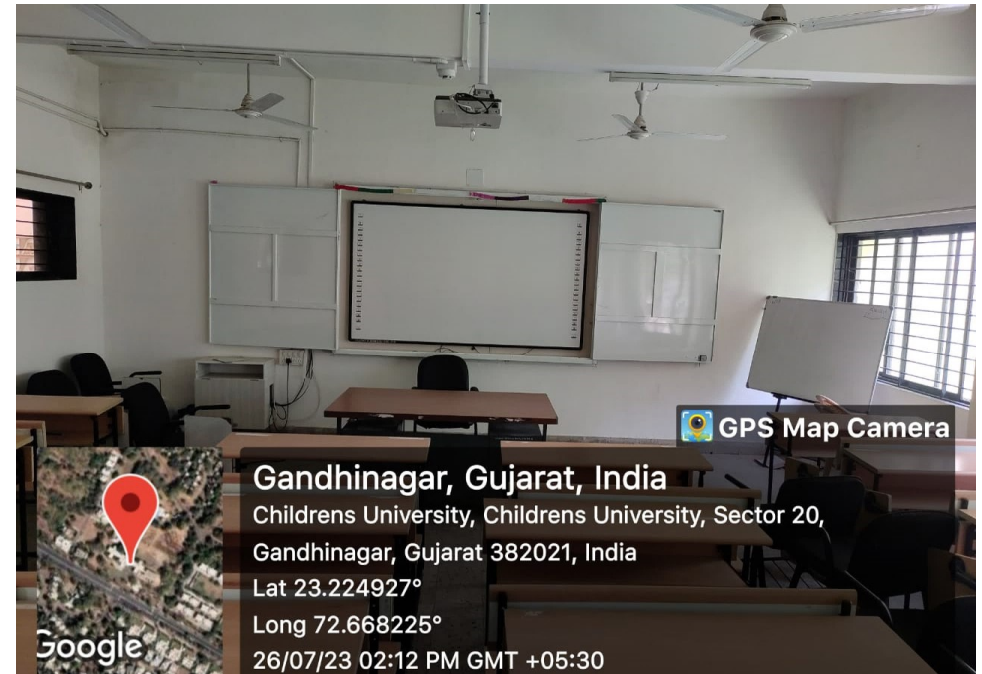 GPS Map Camera
Gandhinagar, Gujarat, India
Childrens University, Childrens University, Sector 20,
Gandhinagar, Gujarat 382021, India
Lat 23.224927°
Long 72.668225°
26/07/23 02:12 PM GMT +05:30
Google